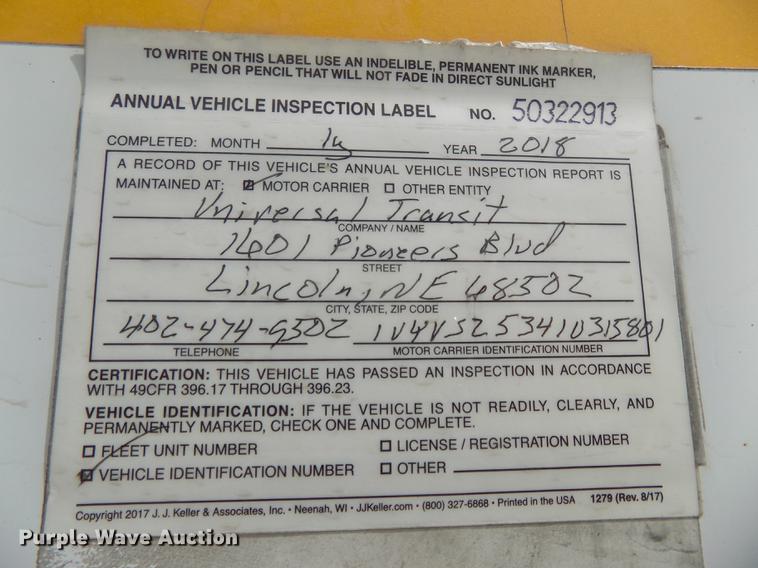 TO WRITE ON THIS LABEL USE AN INDELIBLE, PERMANENT INK MARKER,
PEN OR PENCIL THAT WILL NOT FADE IN DIRECT SUNLIGHT
ANNUAL VEHICLE INSPECTION LABEL NO. 50322913
COMPLETED: MONTH YEAR 2018
A RECORD OF THIS VEHICLE'S ANNUAL VEHICLE INSPECTION REPORT IS
MAINTAINED AT: ☑ MOTOR CARRIER ☐ OTHER ENTITY
Universal Transit
COMPANY / NAME
1601 Pioneers Blvd
STREET
Lincoln, NE 68502
CITY, STATE, ZIP CODE
402-474-9302 1V4VS25341U315801
TELEPHONE MOTOR CARRIER IDENTIFICATION NUMBER
CERTIFICATION: THIS VEHICLE HAS PASSED AN INSPECTION IN ACCORDANCE
WITH 49CFR 396.17 THROUGH 396.23.
VEHICLE IDENTIFICATION: IF THE VEHICLE IS NOT READILY, CLEARLY, AND
PERMANENTLY MARKED, CHECK ONE AND COMPLETE.
☐ FLEET UNIT NUMBER ☐ LICENSE / REGISTRATION NUMBER
☑ VEHICLE IDENTIFICATION NUMBER ☐ OTHER
Copyright 2017 J. J. Keller & Associates, Inc. • Neenah, WI • JJKeller.com • (800) 327-6868 • Printed in the USA 1279 (Rev. 8/17)
Purple Wave Auction